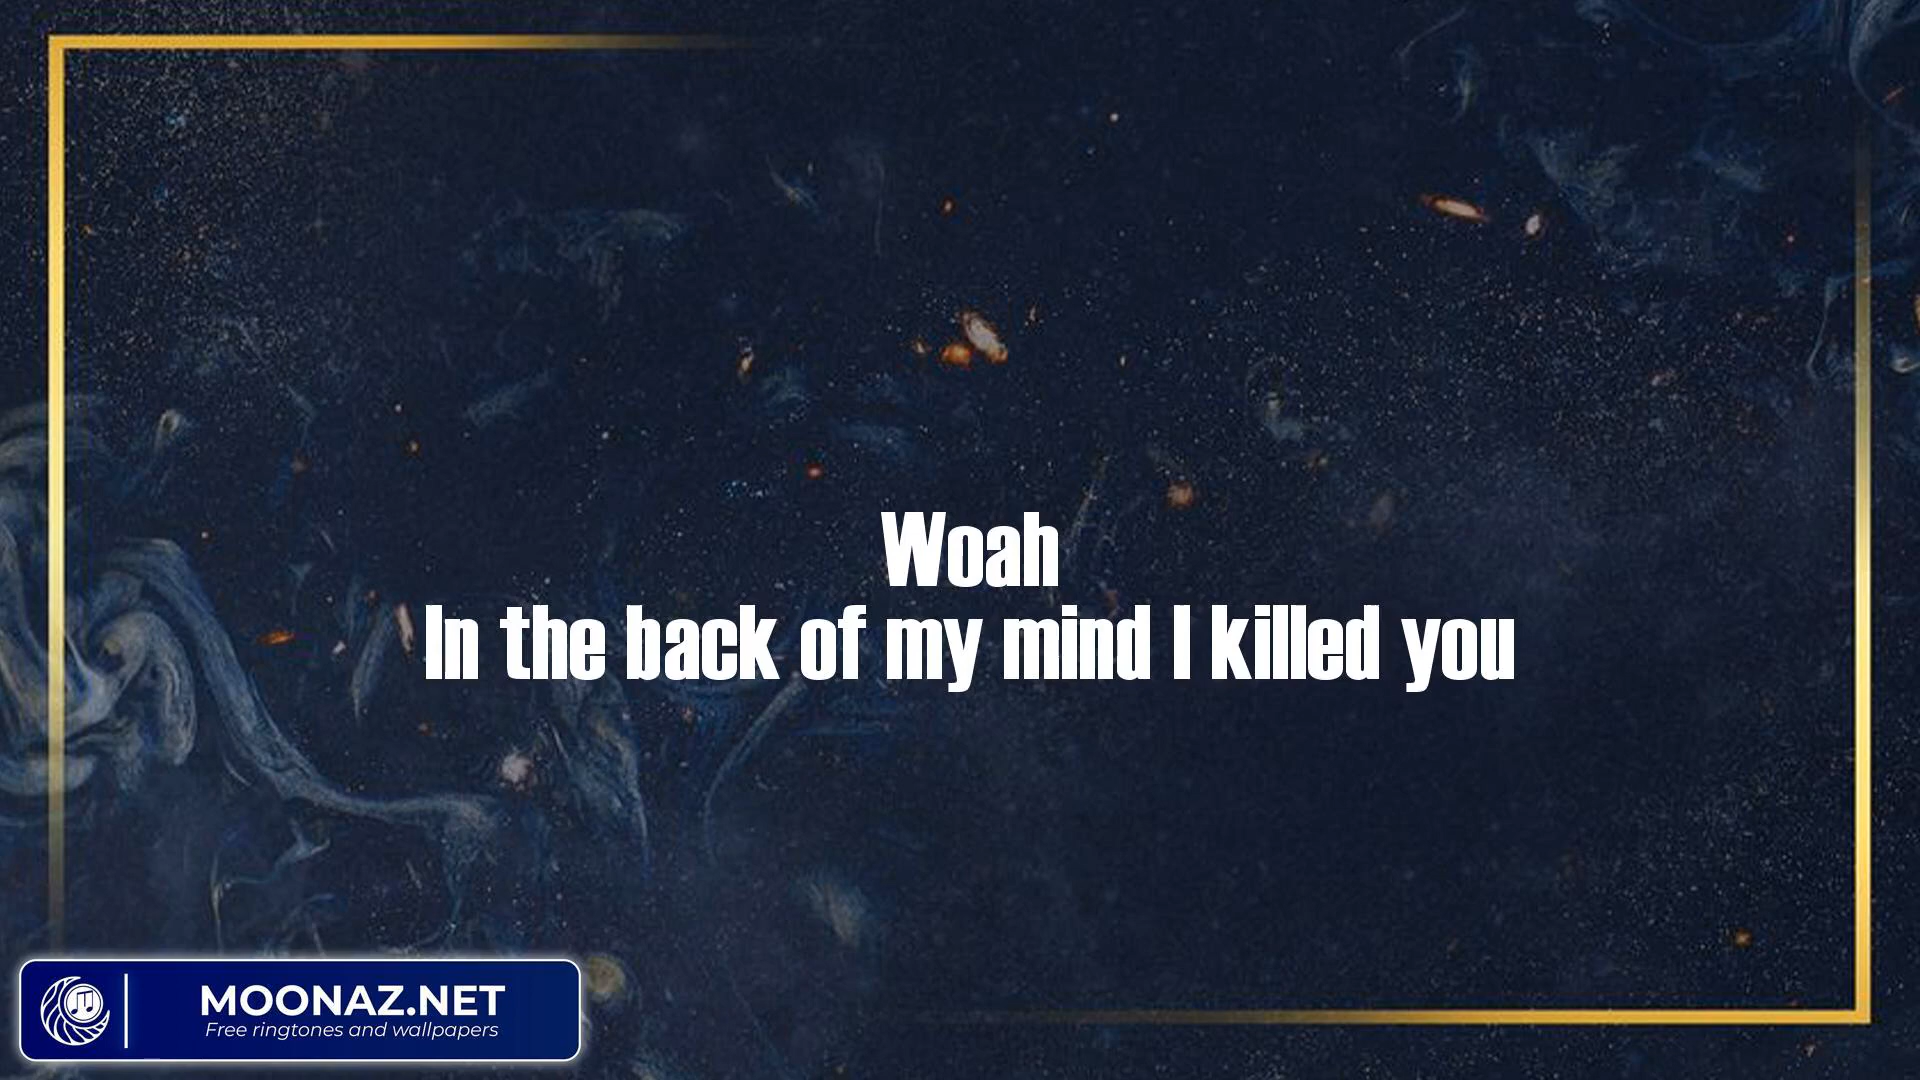 Woah
In the back of my mind I killed you
MOONAZ.NET
Free ringtones and wallpapers